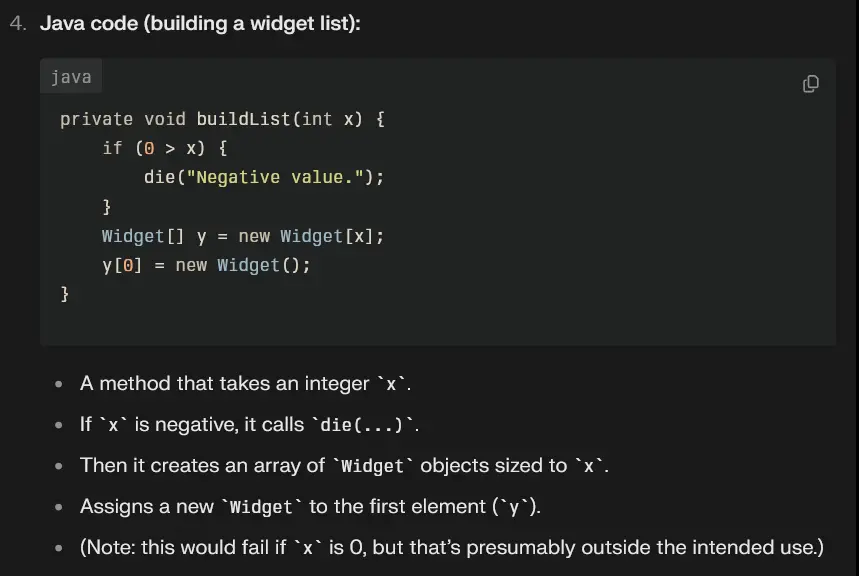 4. Java code (building a widget list):
java
private void buildList(int x) {
    if (0 > x) {
        die("Negative value.");
    }
    Widget[] y = new Widget[x];
    y[0] = new Widget();
}
• A method that takes an integer `x`.
• If `x` is negative, it calls `die(...)`.
• Then it creates an array of `Widget` objects sized to `x`.
• Assigns a new `Widget` to the first element (`y`).
• (Note: this would fail if `x` is 0, but that’s presumably outside the intended use.)